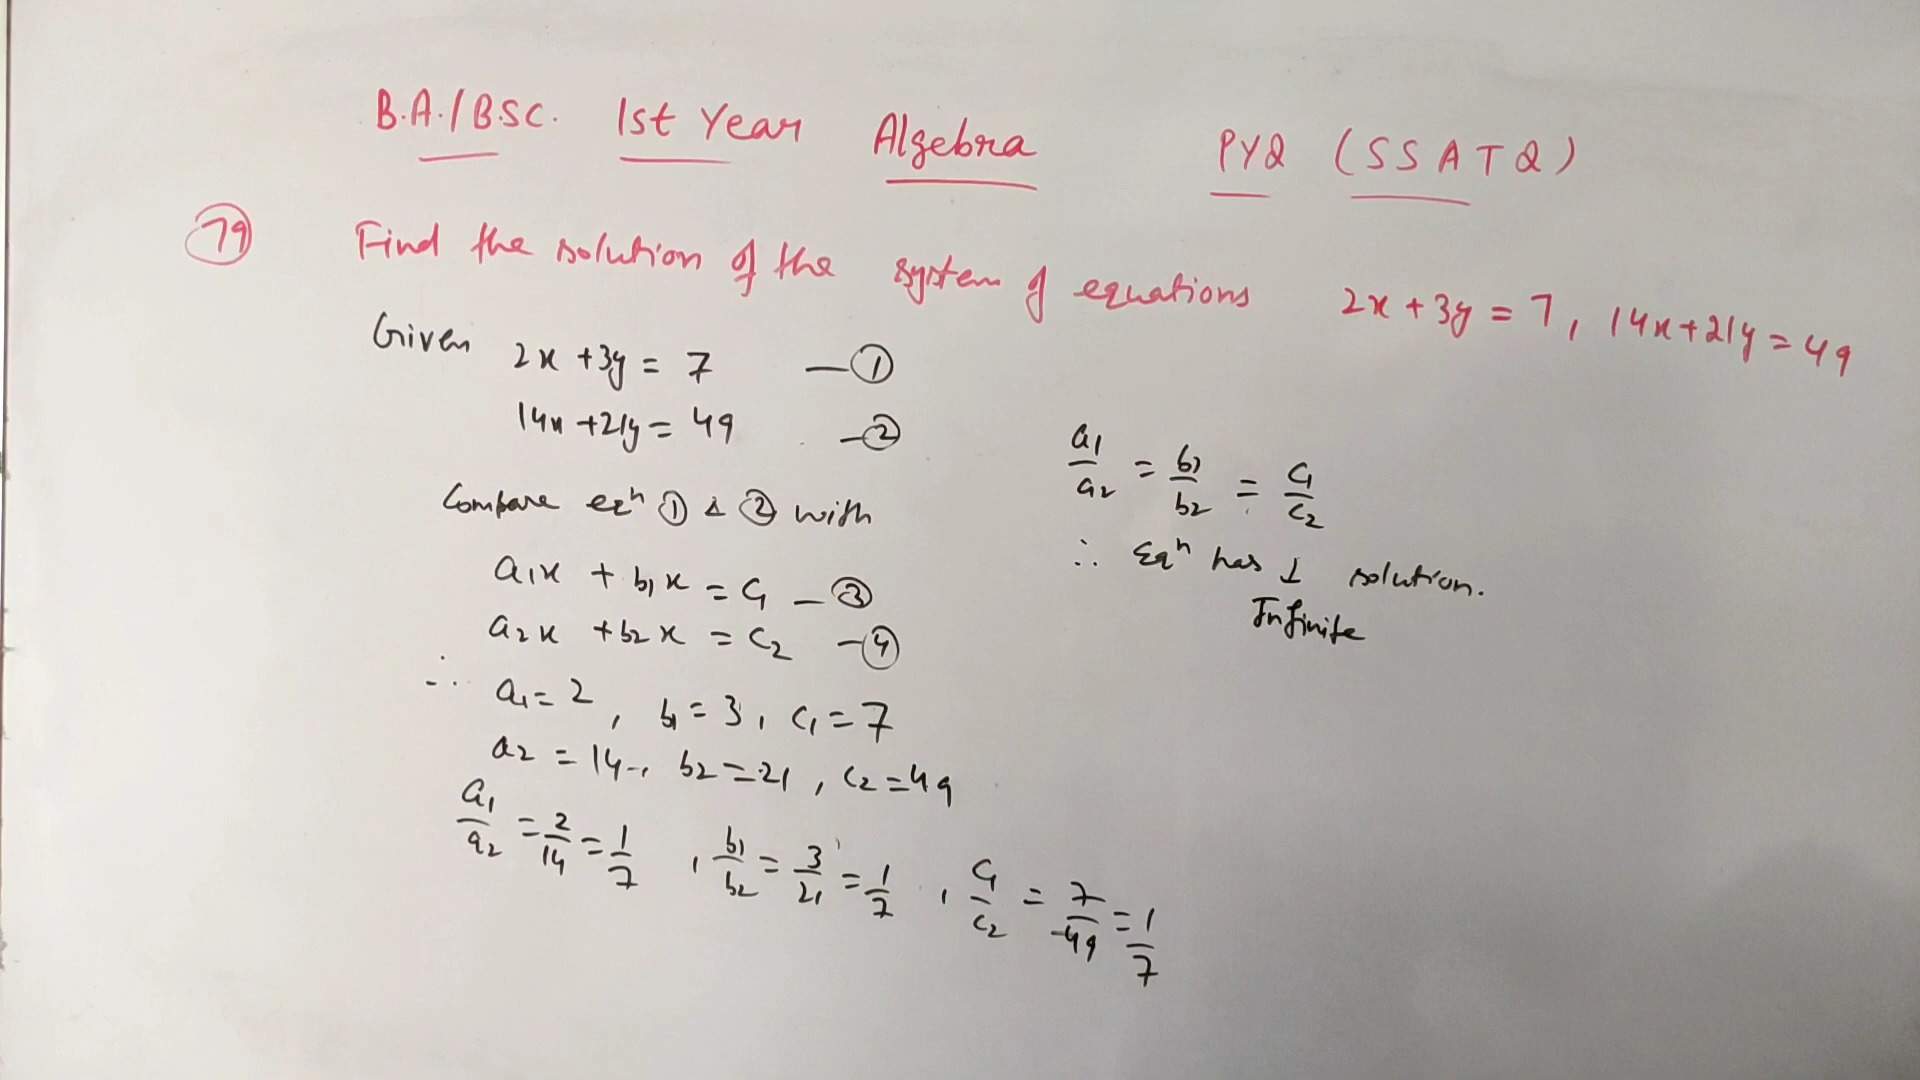 B.A./B.SC. 1st Year Algebra PYQ (SSATQ)
79 Find the solution of the system of equations 2x + 3y = 7, 14x + 21y = 49
Given 2x + 3y = 7 — ①
14x + 21y = 49 — ②
Compare eqⁿ ① & ② with
a₁x + b₁x = c₁ — ③
a₂x + b₂x = c₂ — ④
∴ a₁ = 2, b₁ = 3, c₁ = 7
a₂ = 14, b₂ = 21, c₂ = 49
a₁/a₂ = 2/14 = 1/7, b₁/b₂ = 3/21 = 1/7, c₁/c₂ = 7/49 = 1/7
a₁/a₂ = b₁/b₂ = c₁/c₂
∴ Eqⁿ has solution.
Infinite